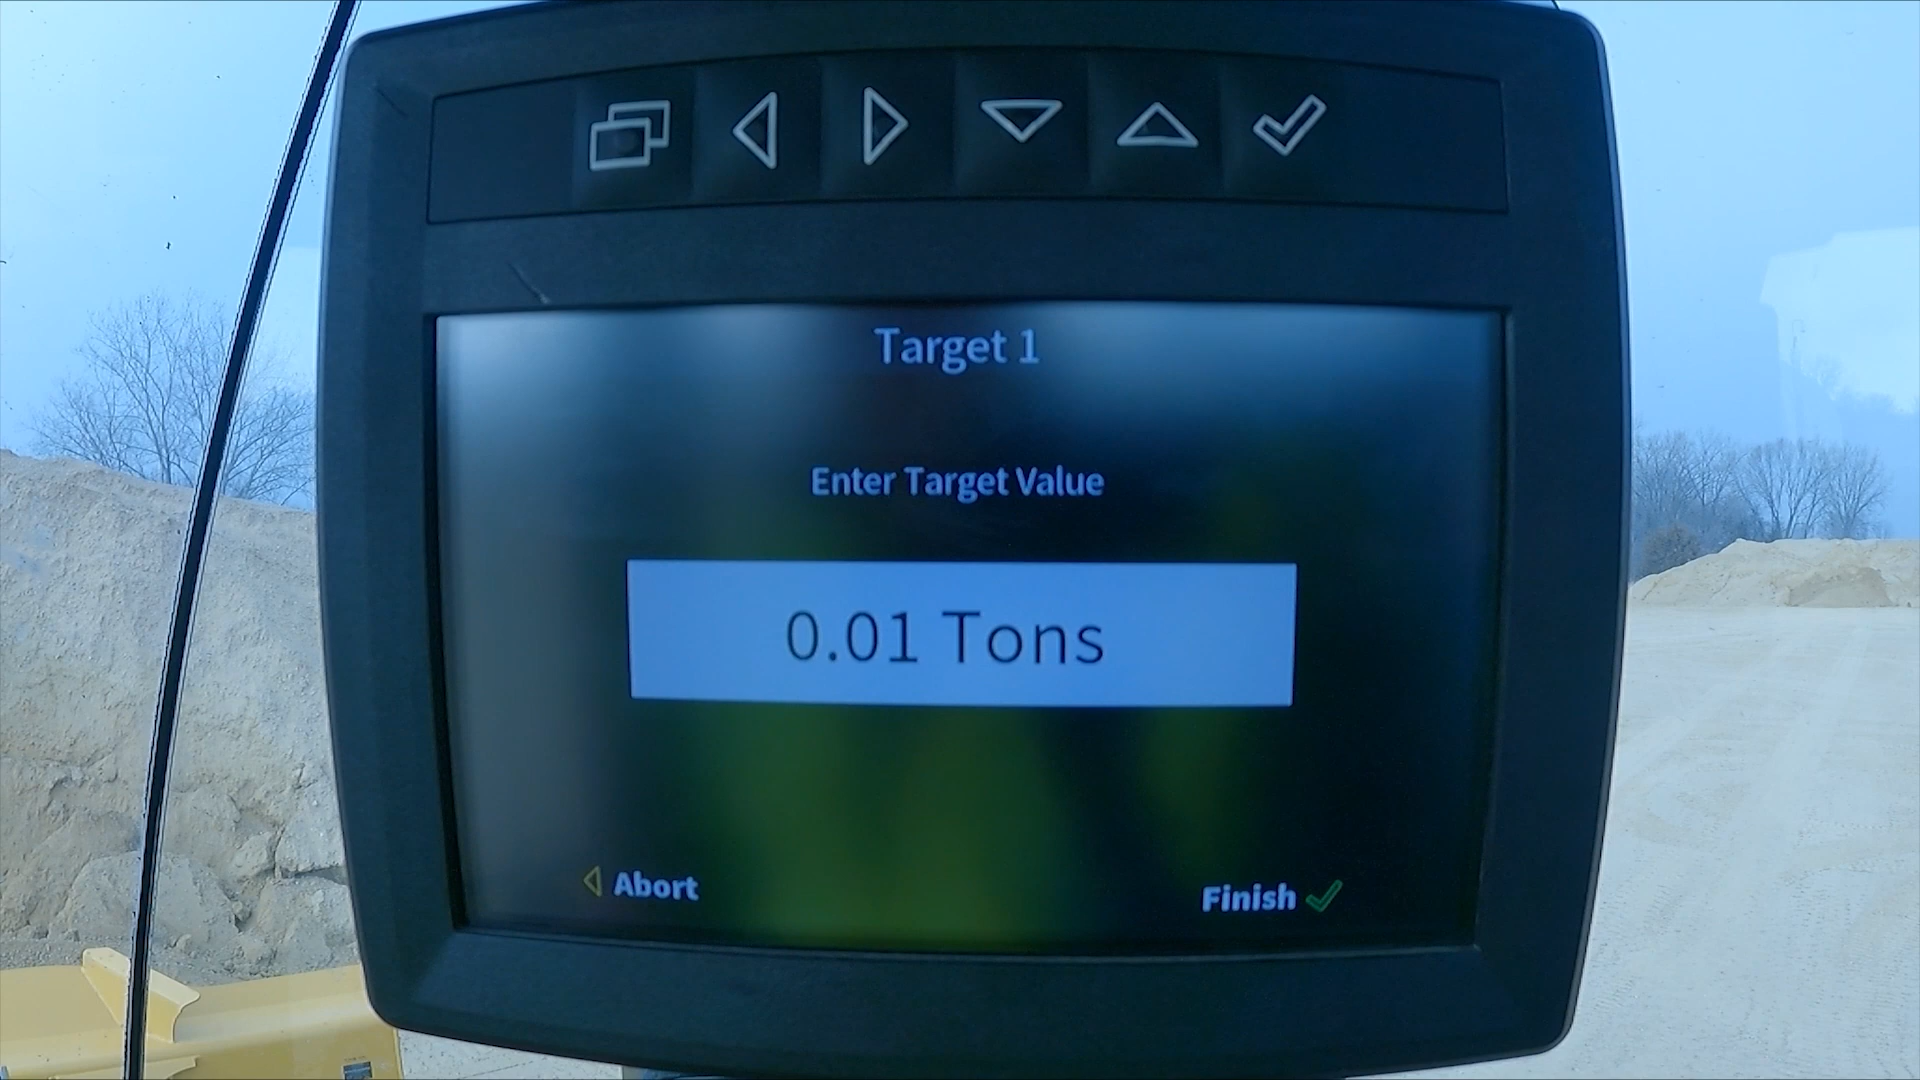 Target 1
Enter Target Value
0.01 Tons
Abort
Finish